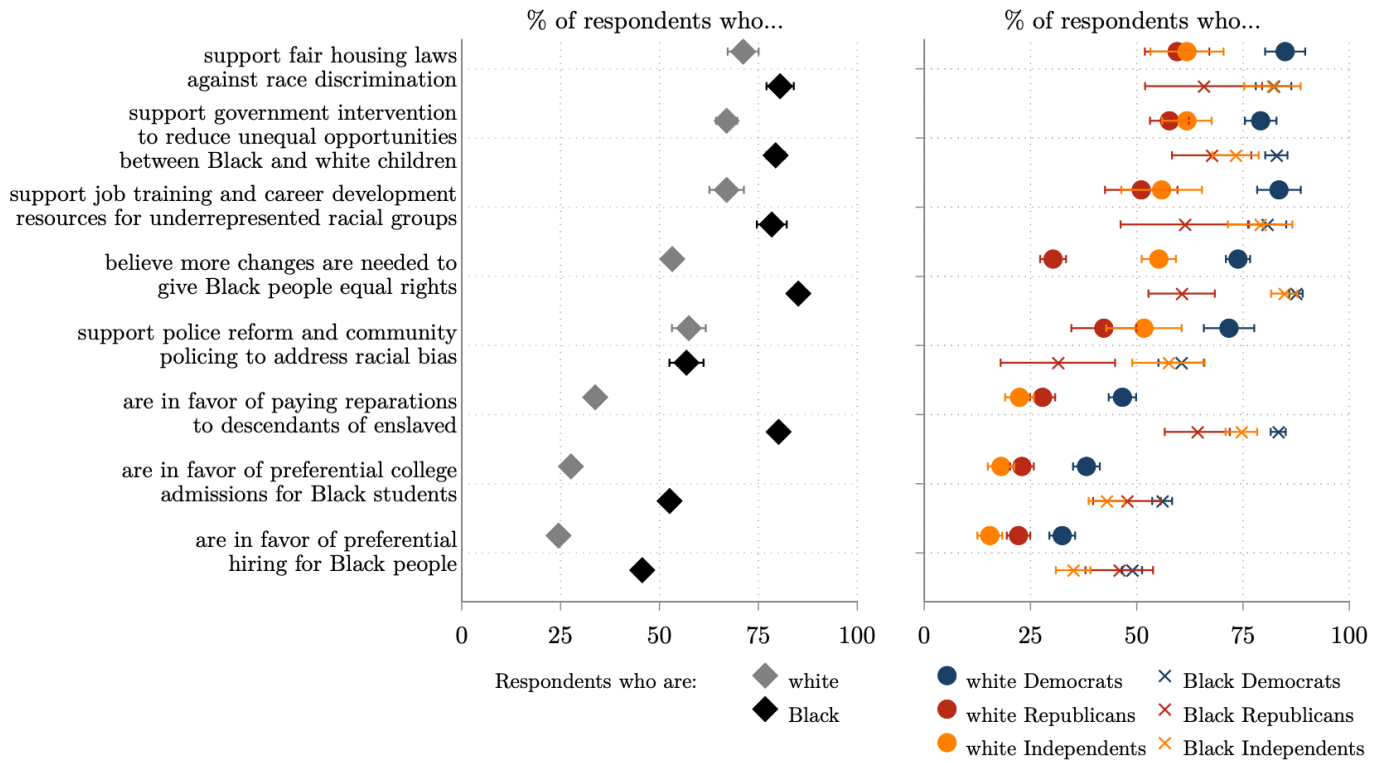 % of respondents who...
% of respondents who...
support fair housing laws
against race discrimination
support government intervention
to reduce unequal opportunities
between Black and white children
support job training and career development
resources for underrepresented racial groups
believe more changes are needed to
give Black people equal rights
support police reform and community
policing to address racial bias
are in favor of paying reparations
to descendants of enslaved
are in favor of preferential college
admissions for Black students
are in favor of preferential
hiring for Black people
0 25 50 75 100
0 25 50 75 100
Respondents who are:
white
Black
white Democrats
Black Democrats
white Republicans
Black Republicans
white Independents
Black Independents